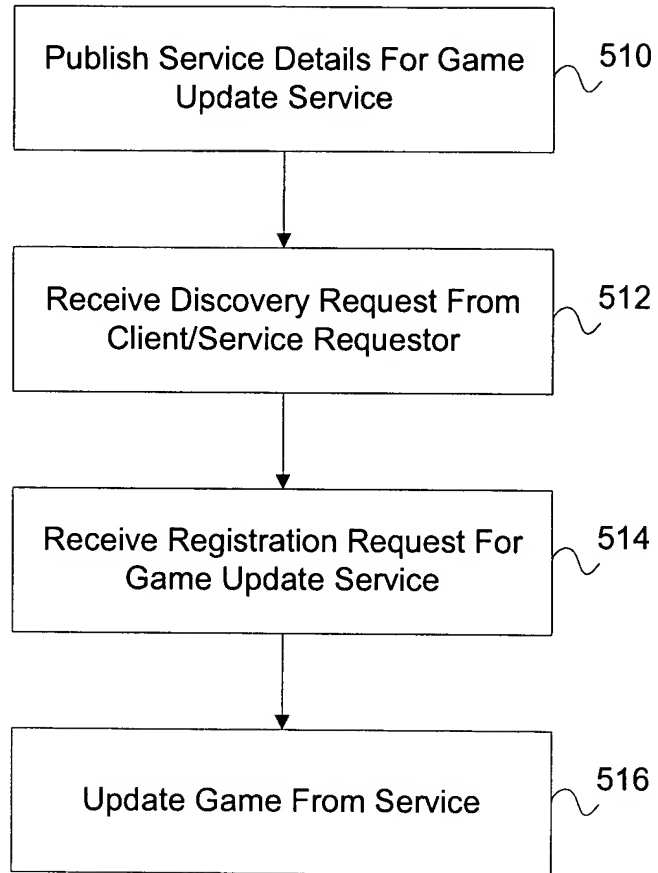 Publish Service Details For Game
Update Service
510
Receive Discovery Request From
Client/Service Requestor
512
Receive Registration Request For
Game Update Service
514
Update Game From Service
516